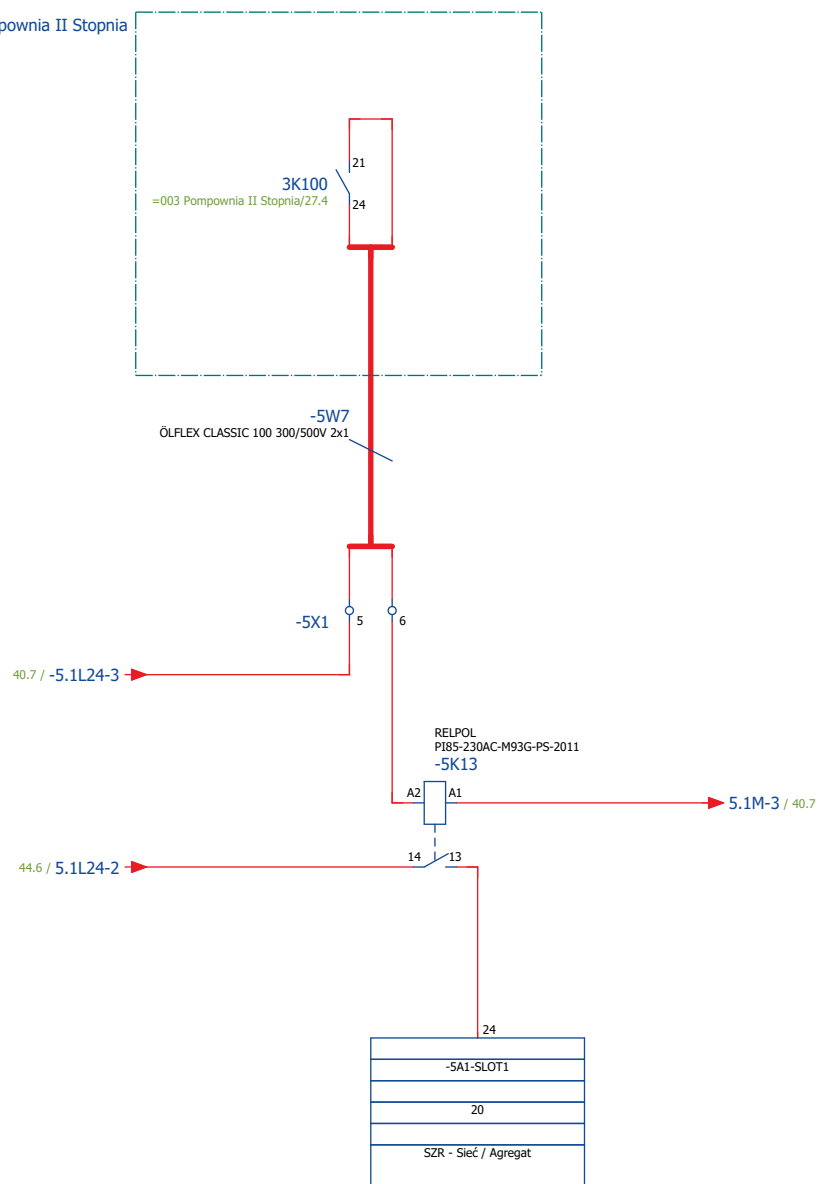 pownia II Stopnia
21
3K100
=003 Pompownia II Stopnia/27.4
24
-5W7
ÖLFLEX CLASSIC 100 300/500V 2x1
-5X1
5
6
40.7 / -5.1L24-3
RELPOL
PI85-230AC-M93G-PS-2011
-5K13
A2
A1
5.1M-3 / 40.7
14
13
44.6 / 5.1L24-2
24
-5A1-SLOT1
20
SZR - Sieć / Agregat